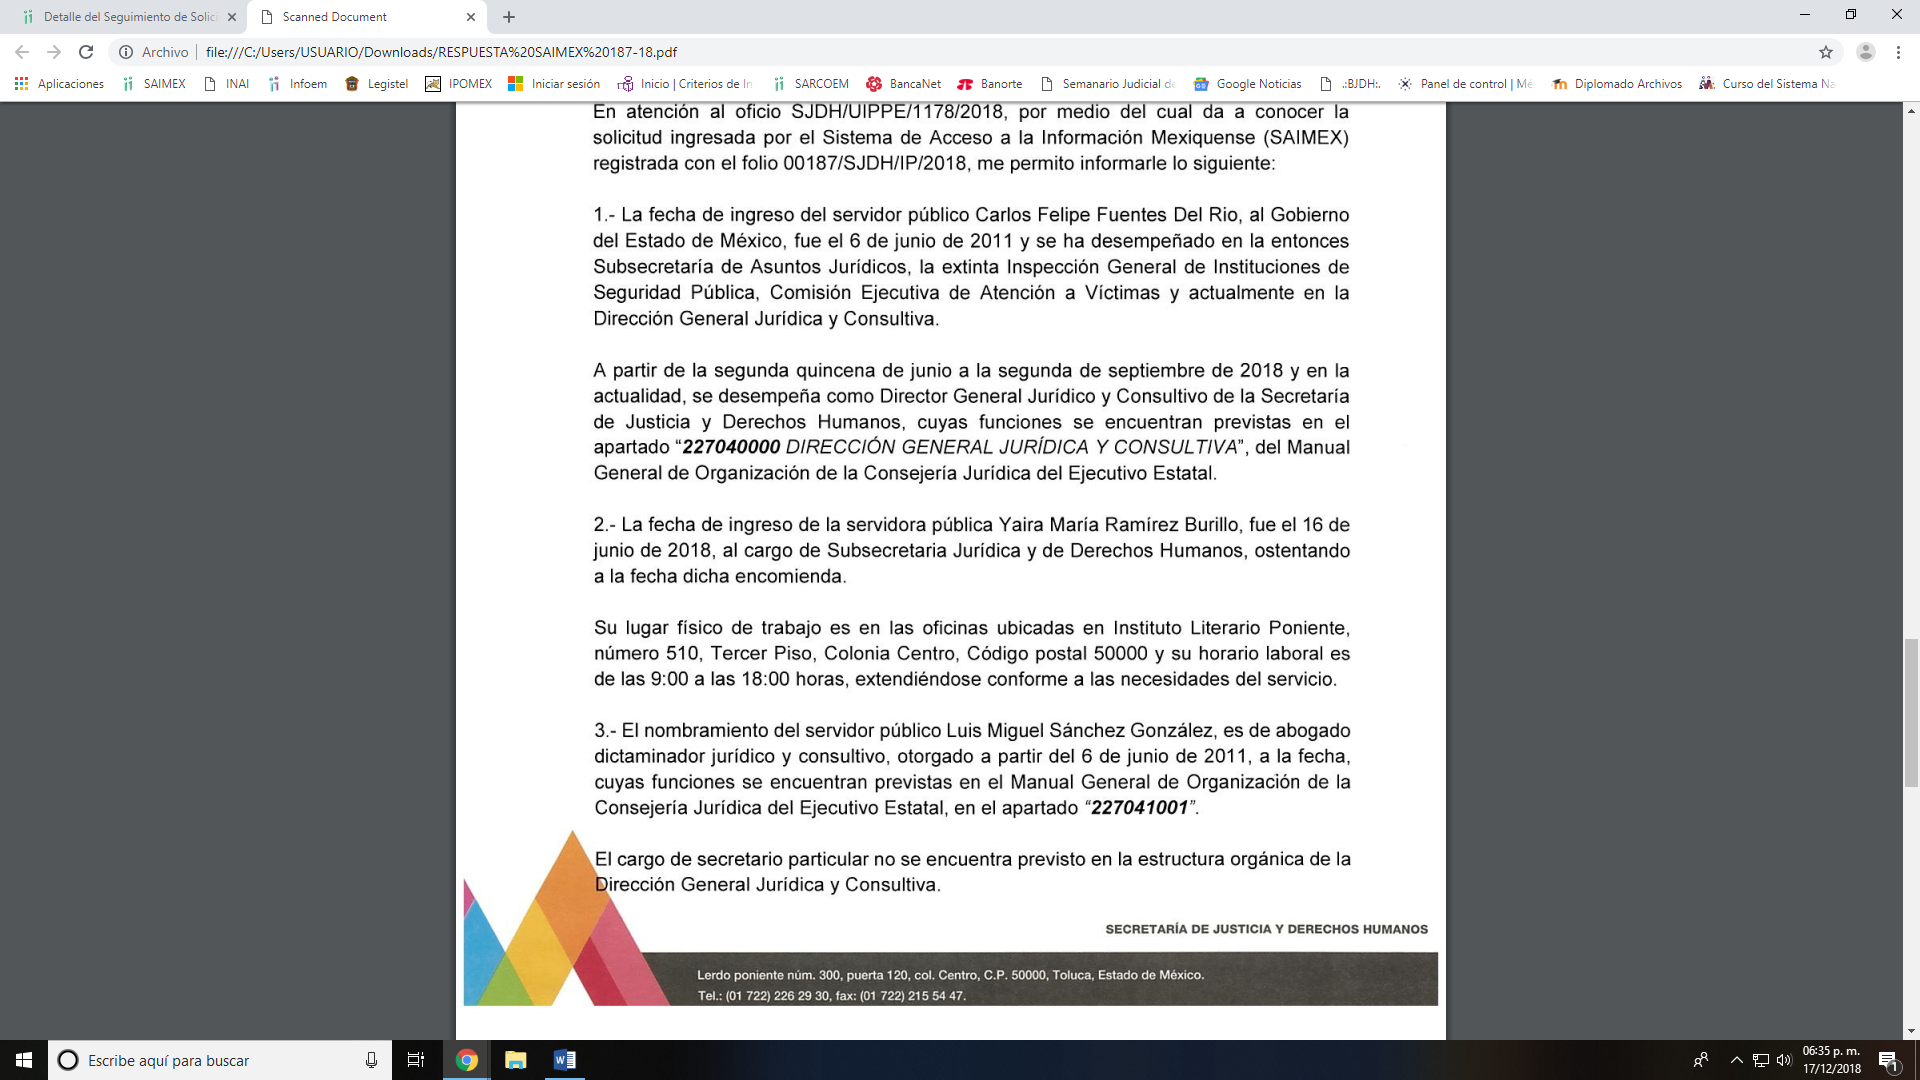 Detalle del Seguimiento de Solici
Scanned Document
Archivo
file:///C:/Users/USUARIO/Downloads/RESPUESTA%20SAIMEX%20187-18.pdf
Aplicaciones
SAIMEX
INAI
Infoem
Legistel
IPOMEX
Iniciar sesión
Inicio | Criterios de In
SARCOEM
BancaNet
Banorte
Semanario Judicial de
Google Noticias
.:BJDH:.
Panel de control | Mé
Diplomado Archivos
Curso del Sistema Na
En atención al oficio SJDH/UIPPE/1178/2018, por medio del cual da a conocer la
solicitud ingresada por el Sistema de Acceso a la Información Mexiquense (SAIMEX)
registrada con el folio 00187/SJDH/IP/2018, me permito informarle lo siguiente:
1.- La fecha de ingreso del servidor público Carlos Felipe Fuentes Del Rio, al Gobierno
del Estado de México, fue el 6 de junio de 2011 y se ha desempeñado en la entonces
Subsecretaría de Asuntos Jurídicos, la extinta Inspección General de Instituciones de
Seguridad Pública, Comisión Ejecutiva de Atención a Víctimas y actualmente en la
Dirección General Jurídica y Consultiva.
A partir de la segunda quincena de junio a la segunda de septiembre de 2018 y en la
actualidad, se desempeña como Director General Jurídico y Consultivo de la Secretaría
de Justicia y Derechos Humanos, cuyas funciones se encuentran previstas en el
apartado “227040000 DIRECCIÓN GENERAL JURÍDICA Y CONSULTIVA”, del Manual
General de Organización de la Consejería Jurídica del Ejecutivo Estatal.
2.- La fecha de ingreso de la servidora pública Yaira María Ramírez Burillo, fue el 16 de
junio de 2018, al cargo de Subsecretaria Jurídica y de Derechos Humanos, ostentando
a la fecha dicha encomienda.
Su lugar físico de trabajo es en las oficinas ubicadas en Instituto Literario Poniente,
número 510, Tercer Piso, Colonia Centro, Código postal 50000 y su horario laboral es
de las 9:00 a las 18:00 horas, extendiéndose conforme a las necesidades del servicio.
3.- El nombramiento del servidor público Luis Miguel Sánchez González, es de abogado
dictaminador jurídico y consultivo, otorgado a partir del 6 de junio de 2011, a la fecha,
cuyas funciones se encuentran previstas en el Manual General de Organización de la
Consejería Jurídica del Ejecutivo Estatal, en el apartado “227041001”.
El cargo de secretario particular no se encuentra previsto en la estructura orgánica de la
Dirección General Jurídica y Consultiva.
SECRETARÍA DE JUSTICIA Y DERECHOS HUMANOS
Lerdo poniente núm. 300, puerta 120, col. Centro, C.P. 50000, Toluca, Estado de México.
Tel.: (01 722) 226 29 30, fax: (01 722) 215 54 47.
Escribe aquí para buscar
06:35 p. m.
17/12/2018
1